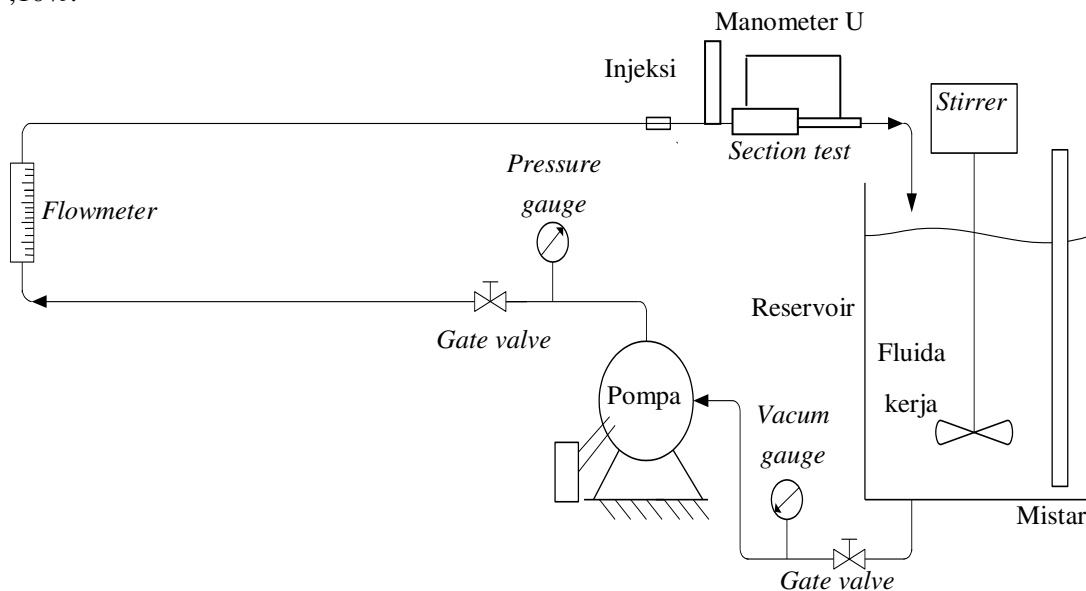 Manometer U
Injeksi
Stirrer
Section test
Pressure
gauge
Flowmeter
Reservoir
Gate valve
Fluida
kerja
Pompa
Vacum
gauge
Mistar
Gate valve